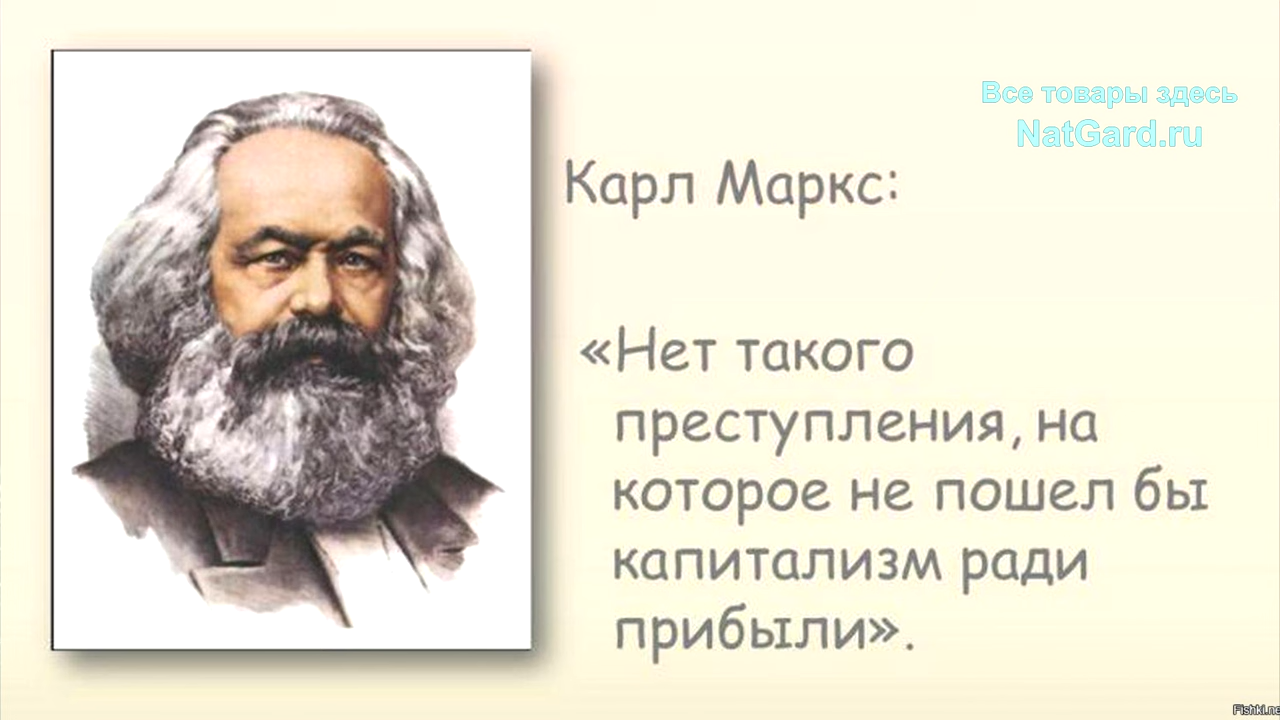 Все товары здесь
NatGard.ru
Карл Маркс:
«Нет такого
преступления, на
которое не пошел бы
капитализм ради
прибыли».